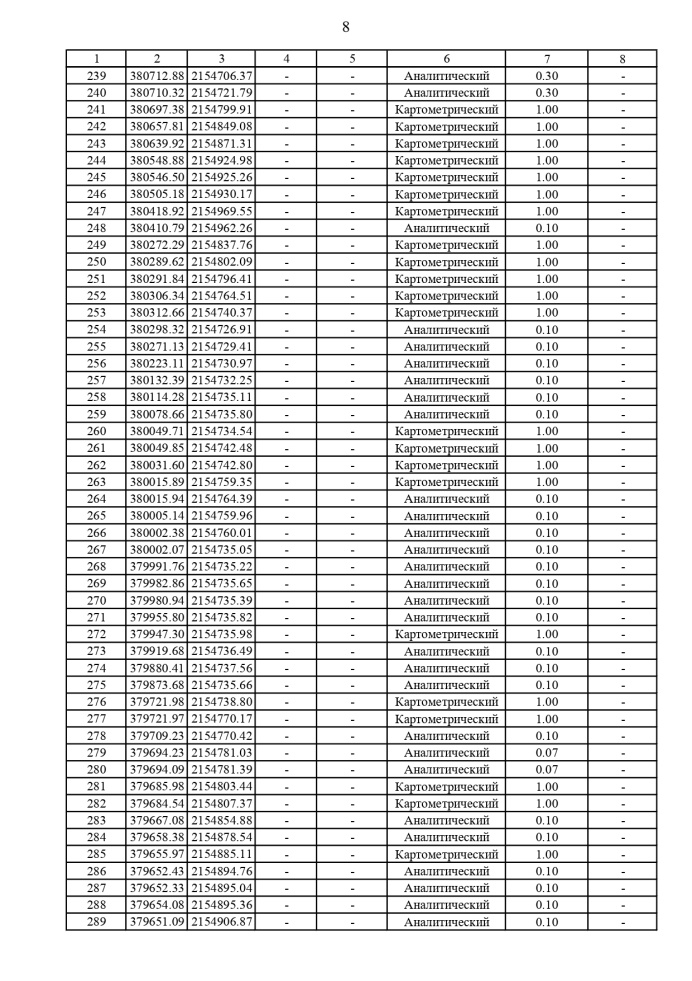 8
1 2 3 4 5 6 7 8
239 380712.88 2154706.37 - - Аналитический 0.30 -
240 380710.32 2154721.79 - - Аналитический 0.30 -
241 380697.38 2154799.91 - - Картометрический 1.00 -
242 380657.81 2154849.08 - - Картометрический 1.00 -
243 380639.92 2154871.31 - - Картометрический 1.00 -
244 380548.88 2154924.98 - - Картометрический 1.00 -
245 380546.50 2154925.26 - - Картометрический 1.00 -
246 380505.18 2154930.17 - - Картометрический 1.00 -
247 380418.92 2154969.55 - - Картометрический 1.00 -
248 380410.79 2154962.26 - - Аналитический 0.10 -
249 380272.29 2154837.76 - - Картометрический 1.00 -
250 380289.62 2154802.09 - - Картометрический 1.00 -
251 380291.84 2154796.41 - - Картометрический 1.00 -
252 380306.34 2154764.51 - - Картометрический 1.00 -
253 380312.66 2154740.37 - - Картометрический 1.00 -
254 380298.32 2154726.91 - - Аналитический 0.10 -
255 380271.13 2154729.41 - - Аналитический 0.10 -
256 380223.11 2154730.97 - - Аналитический 0.10 -
257 380132.39 2154732.25 - - Аналитический 0.10 -
258 380114.28 2154735.11 - - Аналитический 0.10 -
259 380078.66 2154735.80 - - Аналитический 0.10 -
260 380049.71 2154734.54 - - Картометрический 1.00 -
261 380049.85 2154742.48 - - Картометрический 1.00 -
262 380031.60 2154742.80 - - Картометрический 1.00 -
263 380015.89 2154759.35 - - Картометрический 1.00 -
264 380015.94 2154764.39 - - Аналитический 0.10 -
265 380005.14 2154759.96 - - Аналитический 0.10 -
266 380002.38 2154760.01 - - Аналитический 0.10 -
267 380002.07 2154735.05 - - Аналитический 0.10 -
268 379991.76 2154735.22 - - Аналитический 0.10 -
269 379982.86 2154735.65 - - Аналитический 0.10 -
270 379980.94 2154735.39 - - Аналитический 0.10 -
271 379955.80 2154735.82 - - Аналитический 0.10 -
272 379947.30 2154735.98 - - Картометрический 1.00 -
273 379919.68 2154736.49 - - Аналитический 0.10 -
274 379880.41 2154737.56 - - Аналитический 0.10 -
275 379873.68 2154735.66 - - Аналитический 0.10 -
276 379721.98 2154738.80 - - Картометрический 1.00 -
277 379721.97 2154770.17 - - Картометрический 1.00 -
278 379709.23 2154770.42 - - Аналитический 0.10 -
279 379694.23 2154781.03 - - Аналитический 0.07 -
280 379694.09 2154781.39 - - Аналитический 0.07 -
281 379685.98 2154803.44 - - Картометрический 1.00 -
282 379684.54 2154807.37 - - Картометрический 1.00 -
283 379667.08 2154854.88 - - Аналитический 0.10 -
284 379658.38 2154878.54 - - Аналитический 0.10 -
285 379655.97 2154885.11 - - Картометрический 1.00 -
286 379652.43 2154894.76 - - Аналитический 0.10 -
287 379652.33 2154895.04 - - Аналитический 0.10 -
288 379654.08 2154895.36 - - Аналитический 0.10 -
289 379651.09 2154906.87 - - Аналитический 0.10 -